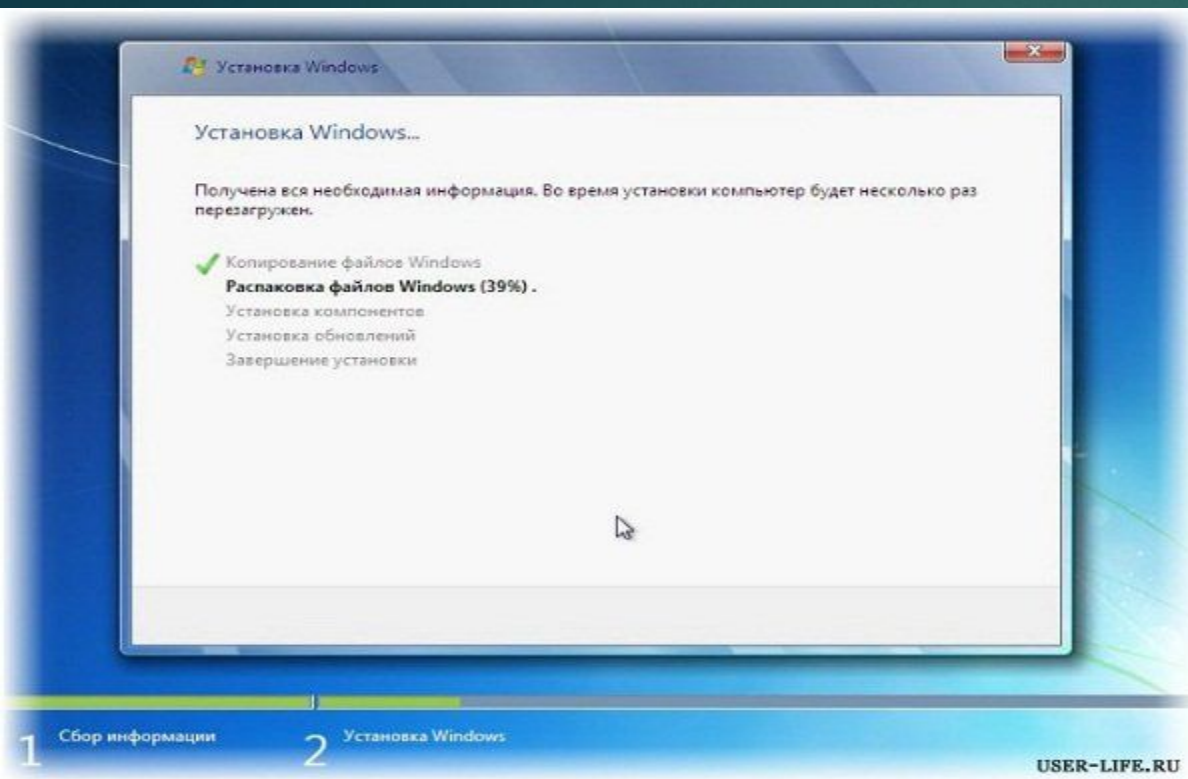 Установка Windows
Установка Windows...
Получена вся необходимая информация. Во время установки компьютер будет несколько раз
перезагружен.
Копирование файлов Windows
Распаковка файлов Windows (39%) .
Установка компонентов
Установка обновлений
Завершение установки
1 Сбор информации
2 Установка Windows
USER-LIFE.RU